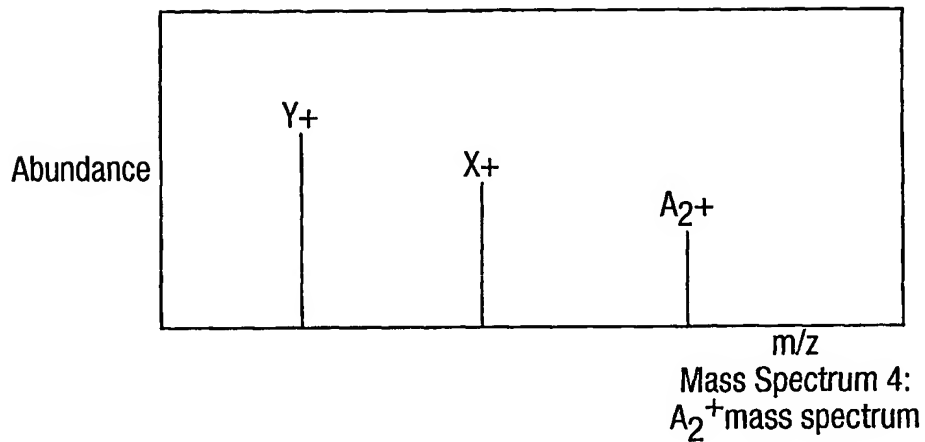 Y+
X+
A2+
Abundance
m/z
Mass Spectrum 4:
A2+mass spectrum